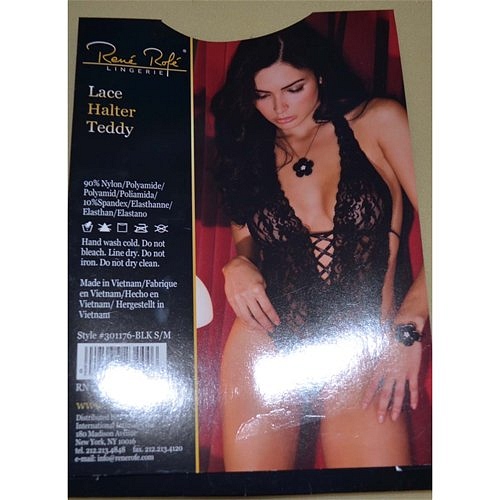 René Rofé®
LINGERIE
Lace
Halter
Teddy
90% Nylon/Polyamide/
Polyamid/Poliamida/
10%Spandex/Elasthanne/
Elasthan/Elastano
Hand wash cold. Do not
bleach. Line dry. Do not
iron. Do not dry clean.
Made in Vietnam/Fabrique
en Vietnam/Hecho en
Vietnam/ Hergestellt in
Vietnam
Style #301176-BLK S/M
RN
WW
Distributed
International
180 Madison Avenue
New York, NY 10016
tel. 212.213.4848 fax. 212.213.4120
e-mail: info@renerofe.com